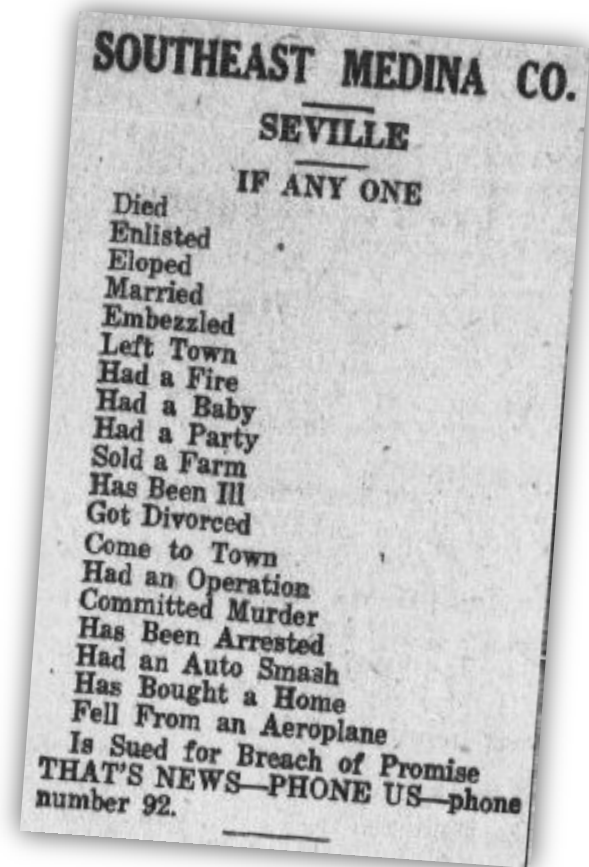 SOUTHEAST MEDINA CO.
SEVILLE
IF ANY ONE
Died
Enlisted
Eloped
Married
Embezzled
Left Town
Had a Fire
Had a Baby
Had a Party
Sold a Farm
Has Been Ill
Got Divorced
Come to Town
Had an Operation
Committed Murder
Has Been Arrested
Had an Auto Smash
Has Bought a Home
Fell From an Aeroplane
Is Sued for Breach of Promise
THAT'S NEWS—PHONE US—phone
number 92.